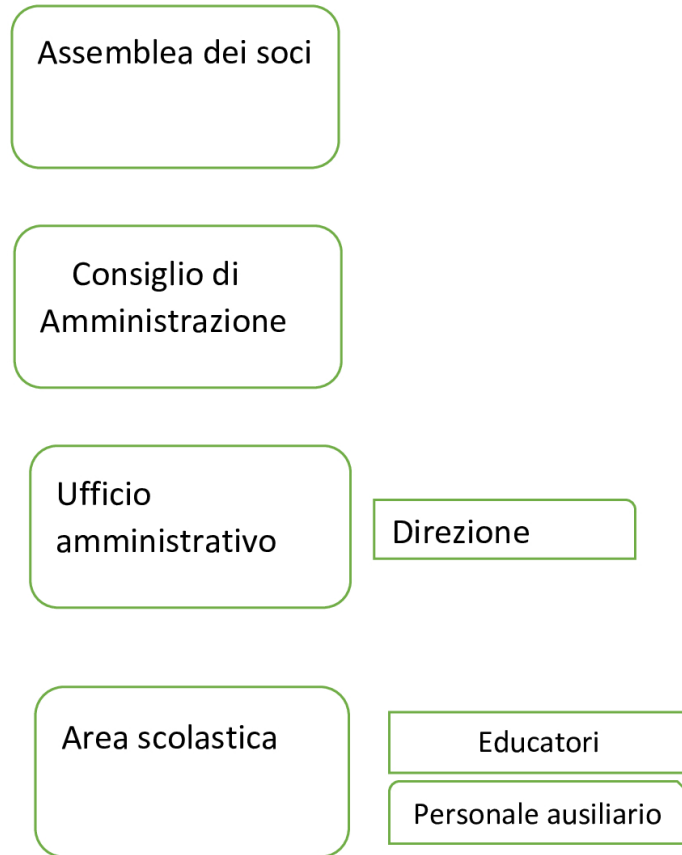 Assemblea dei soci
Consiglio di
Amministrazione
Ufficio
amministrativo
Direzione
Area scolastica
Educatori
Personale ausiliario